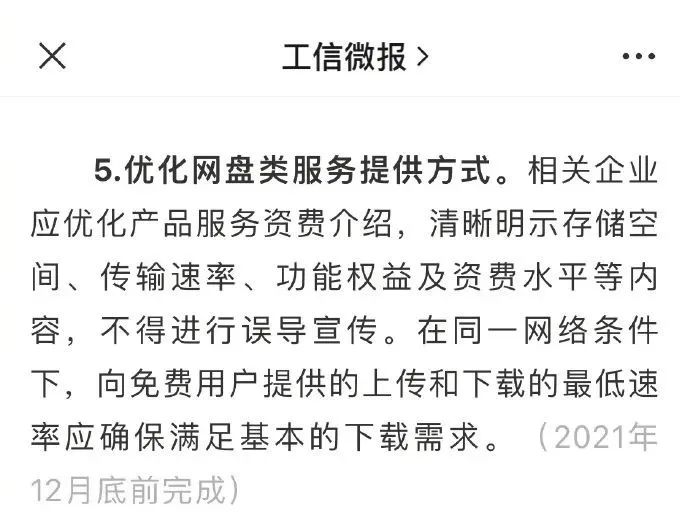 工信微报
5.优化网盘类服务提供方式。相关企业
应优化产品服务资费介绍，清晰明示存储空
间、传输速率、功能权益及资费水平等内
容，不得进行误导宣传。在同一网络条件
下，向免费用户提供的上传和下载的最低速
率应确保满足基本的下载需求。（2021年
12月底前完成）